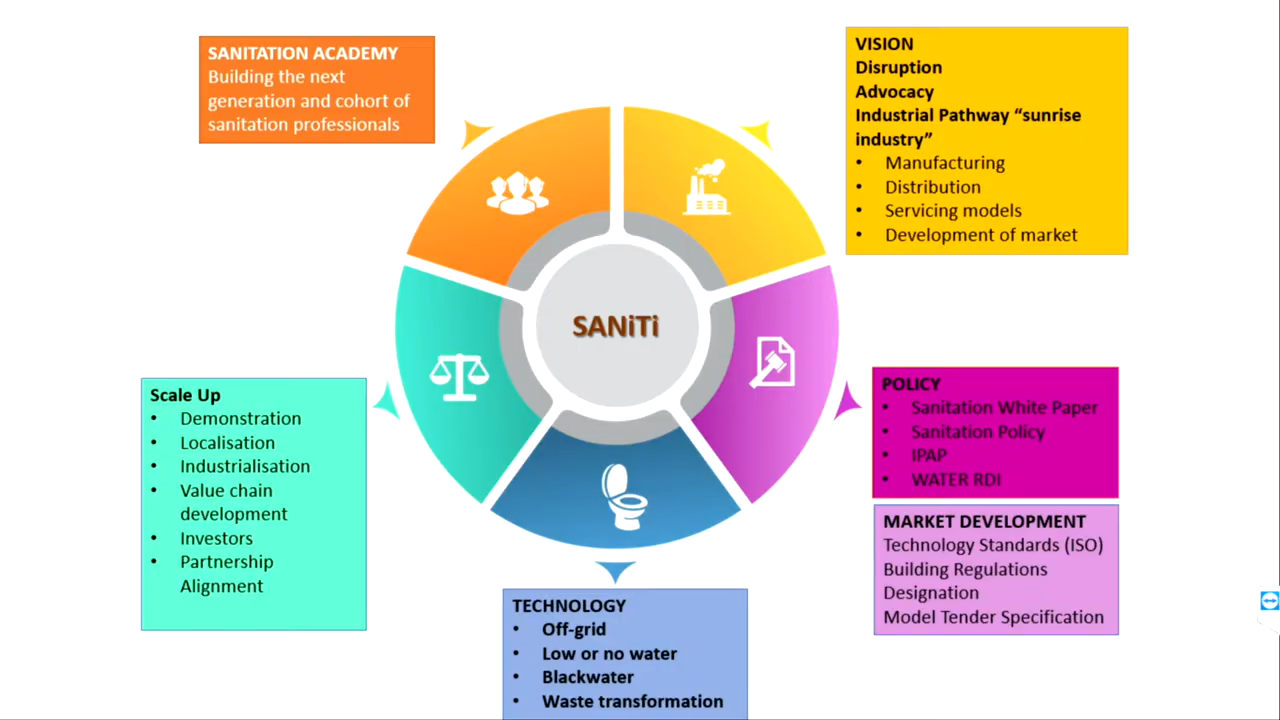 SANITATION ACADEMY
Building the next
generation and cohort of
sanitation professionals
VISION
Disruption
Advocacy
Industrial Pathway “sunrise
industry”
• Manufacturing
• Distribution
• Servicing models
• Development of market
SANiTi
Scale Up
• Demonstration
• Localisation
• Industrialisation
• Value chain
development
• Investors
• Partnership
Alignment
POLICY
• Sanitation White Paper
• Sanitation Policy
• IPAP
• WATER RDI
MARKET DEVELOPMENT
Technology Standards (ISO)
Building Regulations
Designation
Model Tender Specification
TECHNOLOGY
• Off-grid
• Low or no water
• Blackwater
• Waste transformation